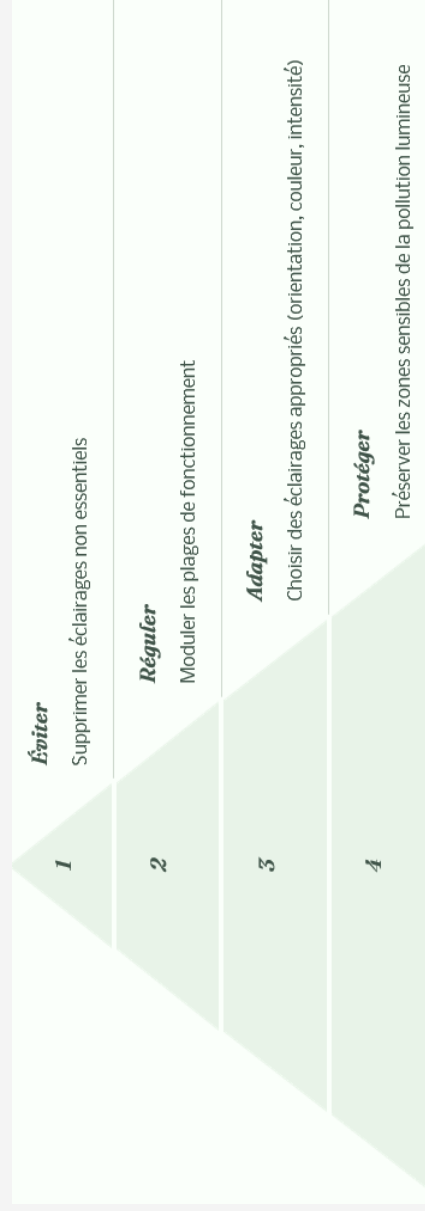 1
Éviter
Supprimer les éclairages non essentiels
2
Réguler
Moduler les plages de fonctionnement
3
Adapter
Choisir des éclairages appropriés (orientation, couleur, intensité)
4
Protéger
Préserver les zones sensibles de la pollution lumineuse